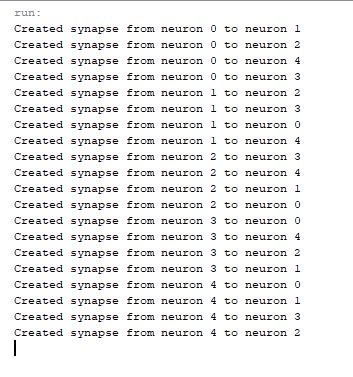 run:
Created synapse from neuron 0 to neuron 1
Created synapse from neuron 0 to neuron 2
Created synapse from neuron 0 to neuron 4
Created synapse from neuron 0 to neuron 3
Created synapse from neuron 1 to neuron 2
Created synapse from neuron 1 to neuron 3
Created synapse from neuron 1 to neuron 0
Created synapse from neuron 1 to neuron 4
Created synapse from neuron 2 to neuron 3
Created synapse from neuron 2 to neuron 4
Created synapse from neuron 2 to neuron 1
Created synapse from neuron 2 to neuron 0
Created synapse from neuron 3 to neuron 0
Created synapse from neuron 3 to neuron 4
Created synapse from neuron 3 to neuron 2
Created synapse from neuron 3 to neuron 1
Created synapse from neuron 4 to neuron 0
Created synapse from neuron 4 to neuron 1
Created synapse from neuron 4 to neuron 3
Created synapse from neuron 4 to neuron 2